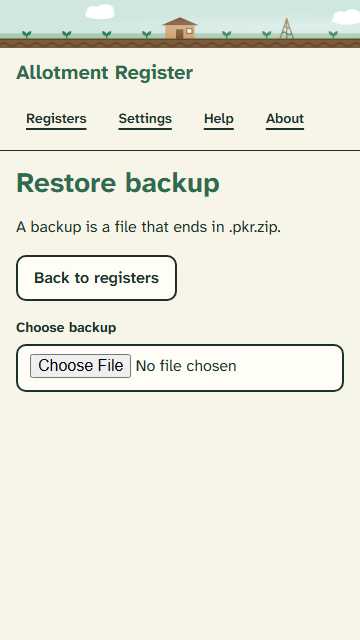 Allotment Register
Registers Settings Help About
Restore backup
A backup is a file that ends in .pkr.zip.
Back to registers
Choose backup
Choose File No file chosen